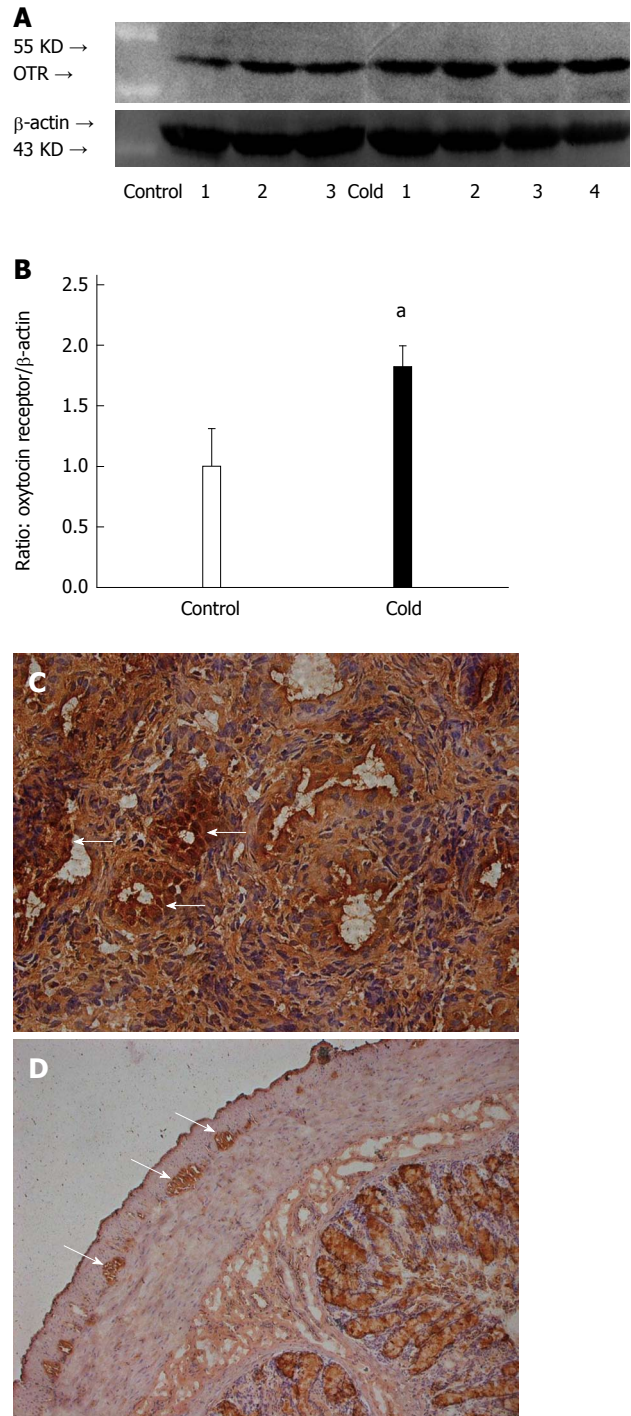 A
55 KD →
OTR →
β-actin →
43 KD →
Control 1 2 3 Cold 1 2 3 4
B
2.5
2.0
1.5
1.0
0.5
0.0
Ratio: oxytocin receptor/β-actin
a
Control Cold
C
D